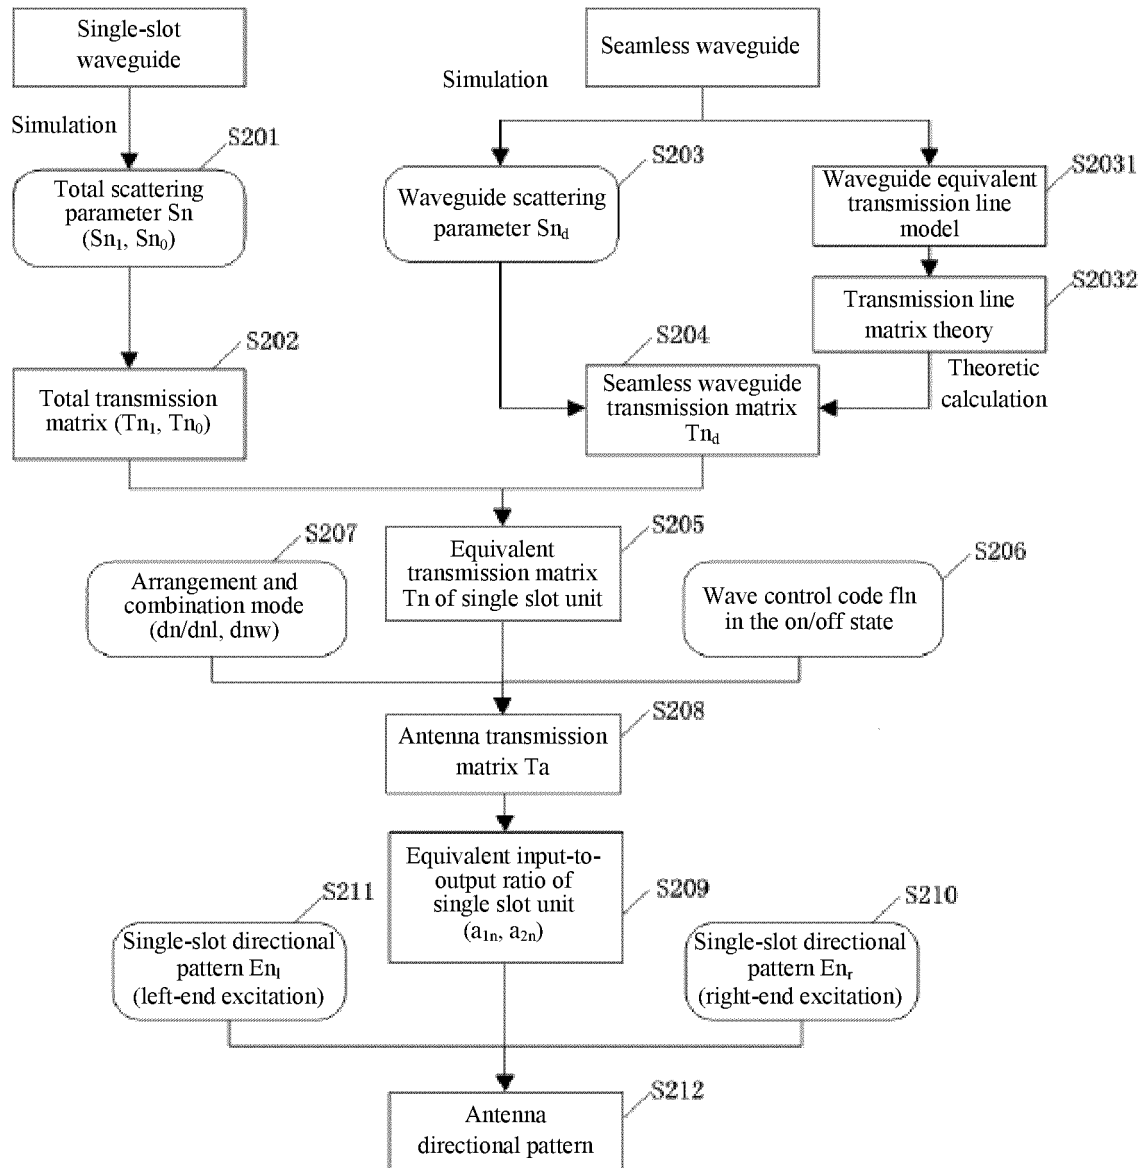 Single-slot
waveguide
Seamless waveguide
Simulation
Simulation
S201
Total scattering
parameter Sn
(Sn₁, Sn₀)
S203
Waveguide scattering
parameter Sn_d
S2031
Waveguide equivalent
transmission line
model
S2032
Transmission line
matrix theory
Theoretic
calculation
S202
Total transmission
matrix (Tn₁, Tn₀)
S204
Seamless waveguide
transmission matrix
Tn_d
S207
Arrangement and
combination mode
(dn/dnl, dnw)
S205
Equivalent
transmission matrix
Tn of single slot unit
S206
Wave control code fln
in the on/off state
S208
Antenna transmission
matrix Ta
S209
Equivalent input-to-
output ratio of
single slot unit
(a₁ₙ, a₂ₙ)
S211
Single-slot directional
pattern Enₗ
(left-end excitation)
S210
Single-slot directional
pattern Enᵣ
(right-end excitation)
S212
Antenna
directional pattern